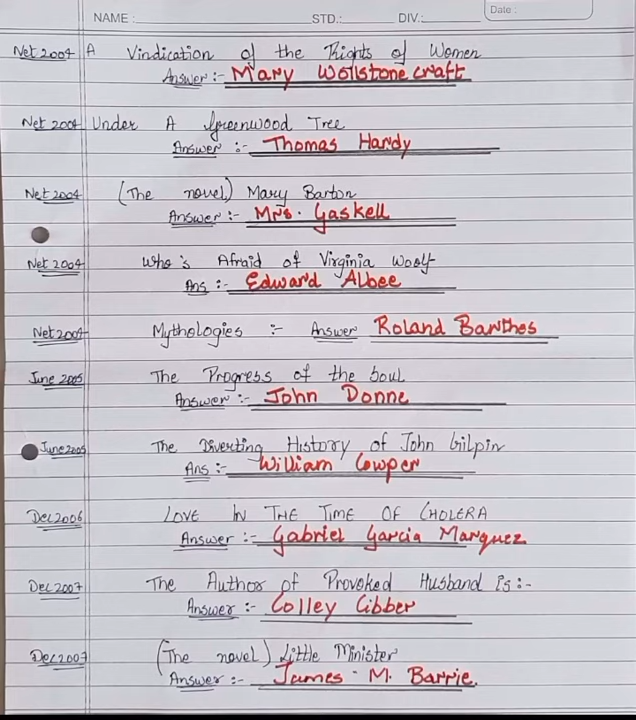 NAME : STD.: DIV.: Date :
Net 2004 A Vindication of the Rights of Women
Answer :- Mary Wollstonecraft
Net 2004 Under A Greenwood Tree
Answer :- Thomas Hardy
Net 2004 (The novel) Mary Barton
Answer :- Mrs. Gaskell
Net 2004 Who's Afraid of Virginia Woolf
Ans :- Edward Albee
Net 2004 Mythologies :- Answer Roland Barthes
June 2005 The Progress of the Soul
Answer :- John Donne
June 2005 The Diverting History of John Gilpin
Ans :- William Cowper
Dec 2006 LOVE IN THE TIME OF CHOLERA
Answer :- Gabriel Garcia Marquez
Dec 2007 The Author of Provoked Husband is :-
Answer :- Colley Cibber
Dec 2007 (The novel) Little Minister
Answer :- James M. Barrie.